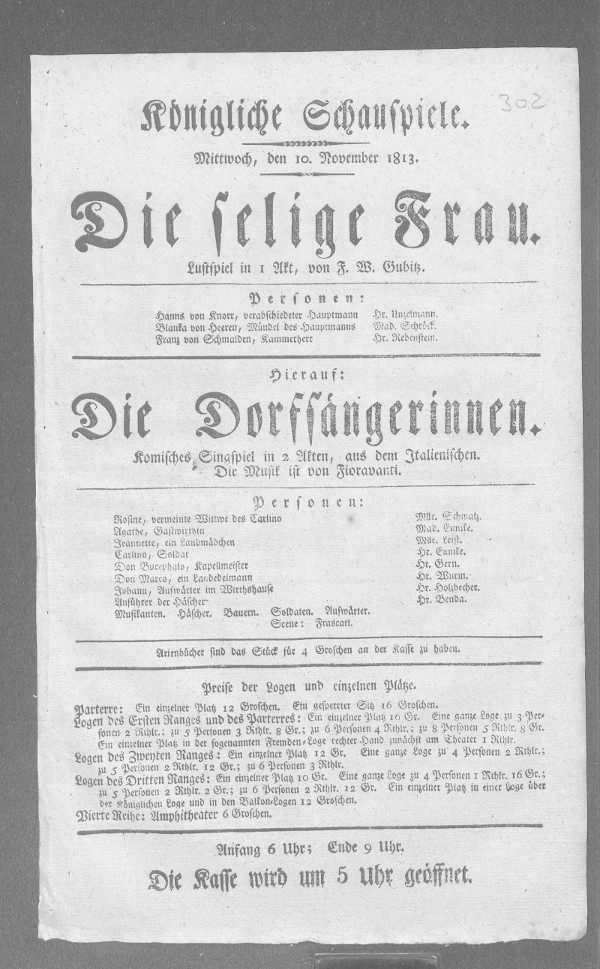 302
Königliche Schauspiele.
Mittwoch, den 10. November 1813.
Die selige Frau.
Lustspiel in 1 Akt, von F. W. Gubitz.
Personen:
Hanns von Knorr, verabschiedeter Hauptmann Hr. Unzelmann.
Blanka von Heeren, Mündel des Hauptmanns Mad. Schröck.
Franz von Schmalden, Kammerherr Hr. Rebenstein.
Hierauf:
Die Dorfsängerinnen.
Komisches Singspiel in 2 Akten, aus dem Italienischen.
Die Musik ist von Fioravanti.
Personen:
Rosine, vermeinte Wittwe des Carlino Mlle. Schmalz.
Agathe, Gastwirthin Mad. Eunike.
Jeannette, ein Landmädchen Mlle. Leist.
Carlino, Soldat Hr. Eunike.
Don Bucephalo, Kapellmeister Hr. Gern.
Don Marco, ein Landedelmann Hr. Wurm.
Johann, Aufwärter im Wirthshause Hr. Holzbecher.
Anführer der Häscher Hr. Benda.
Musikanten. Häscher. Bauern. Soldaten. Aufwärter.
Scene: Frascati.
Arienbücher sind das Stück für 4 Groschen an der Kasse zu haben.
Preise der Logen und einzelnen Plätze.
Parterre: Ein einzelner Platz 12 Groschen. Ein gesperrter Sitz 16 Groschen.
Logen des Ersten Ranges und des Parterres: Ein einzelner Platz 16 Gr. Eine ganze Loge zu 3 Per-
sonen 2 Rthlr.; zu 5 Personen 3 Rthlr. 8 Gr.; zu 6 Personen 4 Rthlr.; zu 8 Personen 5 Rthlr. 8 Gr.
Ein einzelner Platz in der sogenannten Fremden-Loge rechter Hand zunächst am Theater 1 Rthlr.
Logen des Zweyten Ranges: Ein einzelner Platz 12 Gr. Eine ganze Loge zu 4 Personen 2 Rthlr.;
zu 5 Personen 2 Rthlr. 12 Gr.; zu 6 Personen 3 Rthlr.
Logen des Dritten Ranges: Ein einzelner Platz 10 Gr. Eine ganze Loge zu 4 Personen 1 Rthlr. 16 Gr.;
zu 5 Personen 2 Rthlr. 2 Gr.; zu 6 Personen 2 Rthlr. 12 Gr. Ein einzelner Platz in einer Loge über
der Königlichen Loge und in den Balkon-Logen 12 Groschen.
Vierte Reihe: Amphitheater 6 Groschen.
Anfang 6 Uhr; Ende 9 Uhr.
Die Kasse wird um 5 Uhr geöffnet.